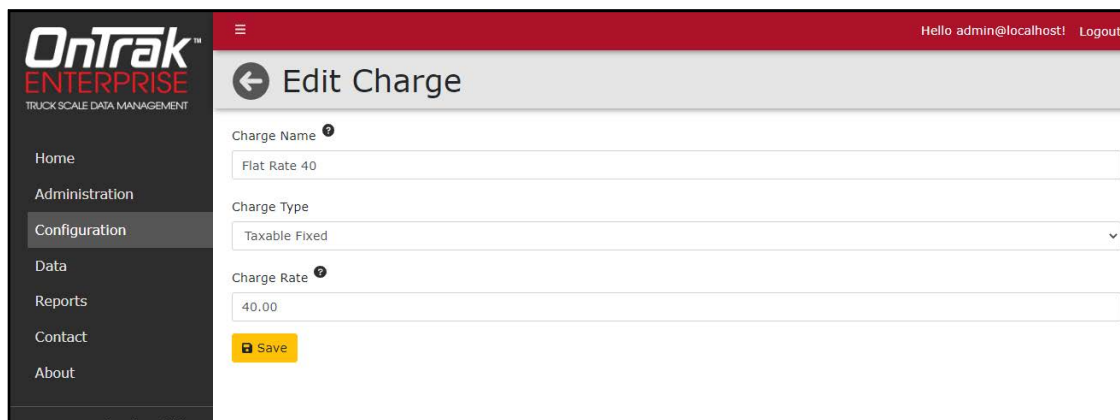 OnTrak™
ENTERPRISE
TRUCK SCALE DATA MANAGEMENT
Home
Administration
Configuration
Data
Reports
Contact
About
Hello admin@localhost! Logout
Edit Charge
Charge Name ?
Flat Rate 40
Charge Type
Taxable Fixed
Charge Rate ?
40.00
Save